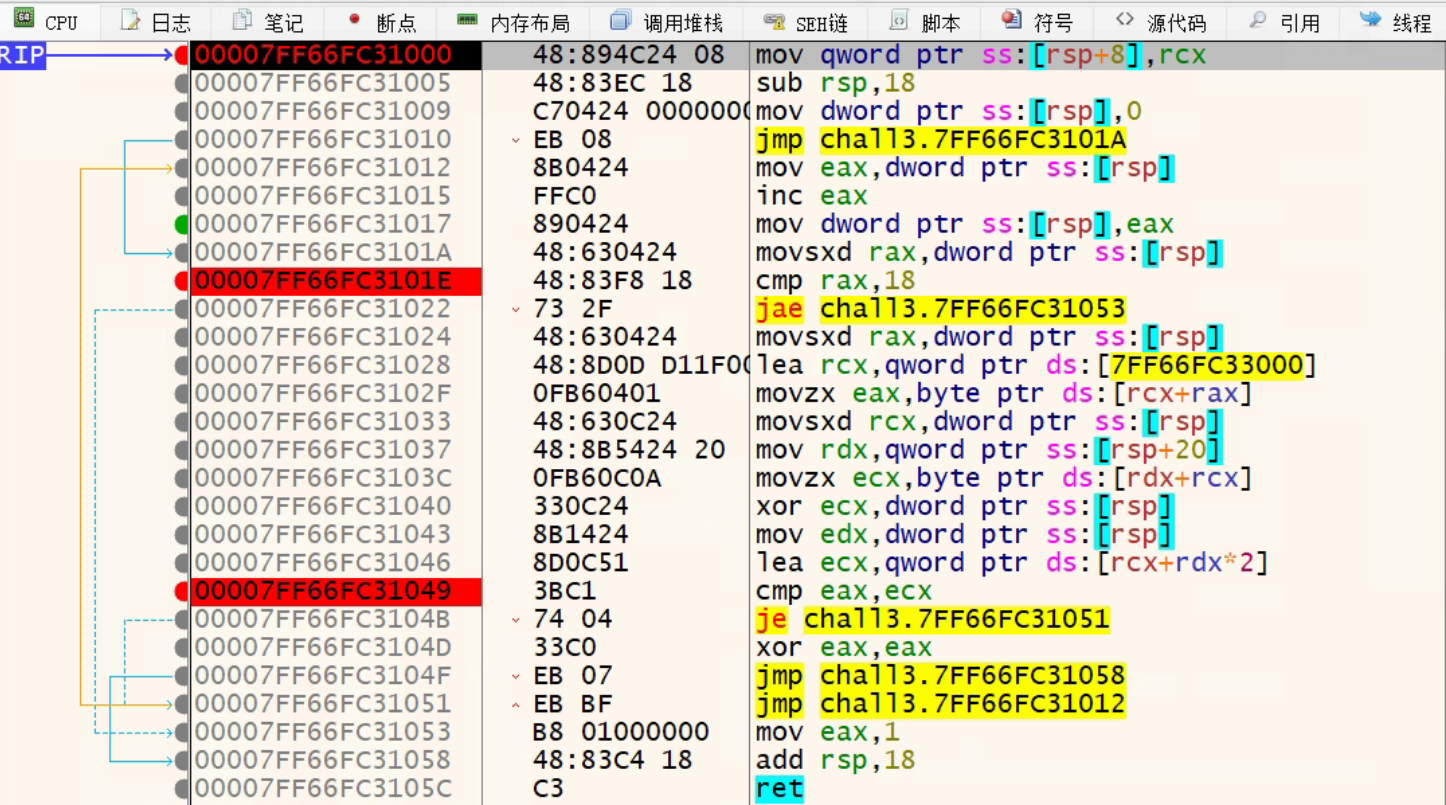 CPU 日志 笔记 断点 内存布局 调用堆栈 SEH链 脚本 符号 源代码 引用 线程
RIP 00007FF66FC31000 48:894C24 08 mov qword ptr ss:[rsp+8],rcx
00007FF66FC31005 48:83EC 18 sub rsp,18
00007FF66FC31009 C70424 0000000 mov dword ptr ss:[rsp],0
00007FF66FC31010 EB 08 jmp chall3.7FF66FC3101A
00007FF66FC31012 8B0424 mov eax,dword ptr ss:[rsp]
00007FF66FC31015 FFC0 inc eax
00007FF66FC31017 890424 mov dword ptr ss:[rsp],eax
00007FF66FC3101A 48:630424 movsxd rax,dword ptr ss:[rsp]
00007FF66FC3101E 48:83F8 18 cmp rax,18
00007FF66FC31022 73 2F jae chall3.7FF66FC31053
00007FF66FC31024 48:630424 movsxd rax,dword ptr ss:[rsp]
00007FF66FC31028 48:8D0D D11F00 lea rcx,qword ptr ds:[7FF66FC33000]
00007FF66FC3102F 0FB60401 movzx eax,byte ptr ds:[rcx+rax]
00007FF66FC31033 48:630C24 movsxd rcx,dword ptr ss:[rsp]
00007FF66FC31037 48:8B5424 20 mov rdx,qword ptr ss:[rsp+20]
00007FF66FC3103C 0FB60C0A movzx ecx,byte ptr ds:[rdx+rcx]
00007FF66FC31040 330C24 xor ecx,dword ptr ss:[rsp]
00007FF66FC31043 8B1424 mov edx,dword ptr ss:[rsp]
00007FF66FC31046 8D0C51 lea ecx,qword ptr ds:[rcx+rdx*2]
00007FF66FC31049 3BC1 cmp eax,ecx
00007FF66FC3104B 74 04 je chall3.7FF66FC31051
00007FF66FC3104D 33C0 xor eax,eax
00007FF66FC3104F EB 07 jmp chall3.7FF66FC31058
00007FF66FC31051 EB BF jmp chall3.7FF66FC31012
00007FF66FC31053 B8 01000000 mov eax,1
00007FF66FC31058 48:83C4 18 add rsp,18
00007FF66FC3105C C3 ret